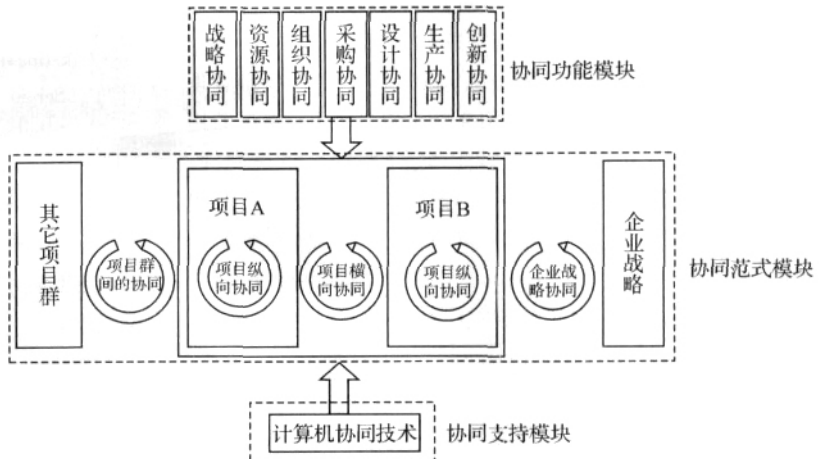 战略协同
资源协同
组织协同
采购协同
设计协同
生产协同
创新协同
协同功能模块
其它项目群
项目群
间的协同
项目A
项目纵
向协同
项目横
向协同
项目B
项目纵
向协同
企业战
略协同
企业战略
协同范式模块
计算机协同技术
协同支持模块